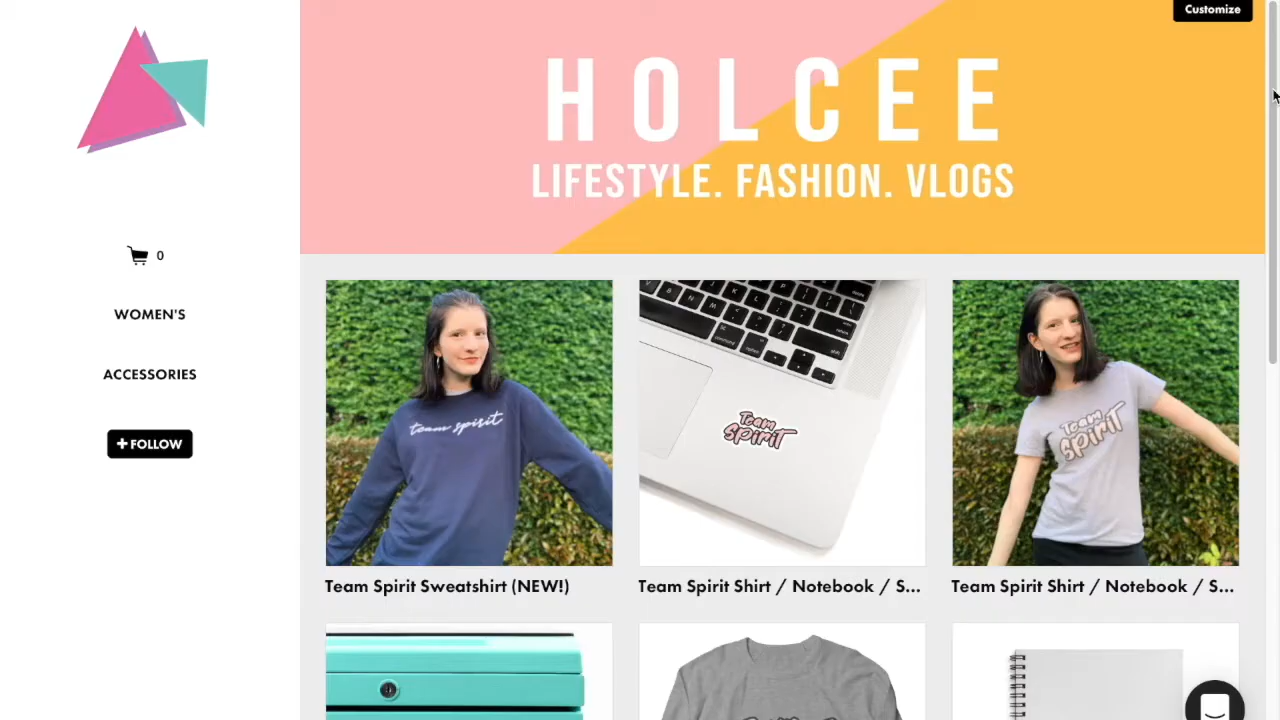 Customize
HOLCEE
LIFESTYLE. FASHION. VLOGS
0
WOMEN'S
ACCESSORIES
+ FOLLOW
team spirit
Team
Spirit
Team
Spirit
Team Spirit Sweatshirt (NEW!)
Team Spirit Shirt / Notebook / S...
Team Spirit Shirt / Notebook / S...